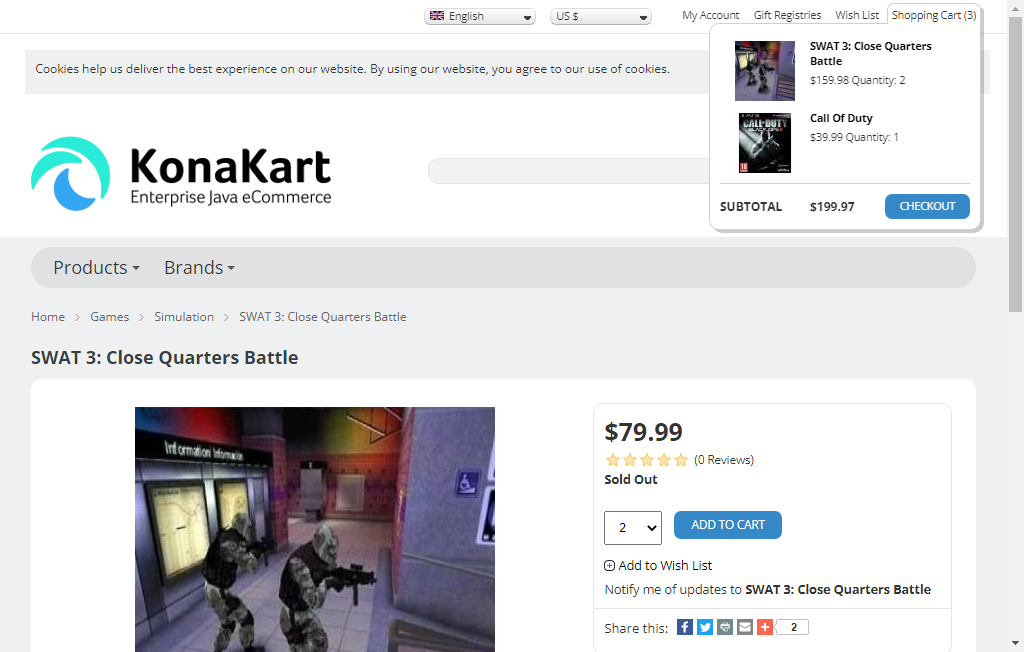 English
US $
My Account
Gift Registries
Wish List
Shopping Cart (3)
SWAT 3: Close Quarters
Battle
$159.98 Quantity: 2
Call Of Duty
$39.99 Quantity: 1
SUBTOTAL $199.97 CHECKOUT
Cookies help us deliver the best experience on our website. By using our website, you agree to our use of cookies.
KonaKart
Enterprise Java eCommerce
Products
Brands
Home > Games > Simulation > SWAT 3: Close Quarters Battle
SWAT 3: Close Quarters Battle
Information Information
$79.99
(0 Reviews)
Sold Out
2
ADD TO CART
Add to Wish List
Notify me of updates to SWAT 3: Close Quarters Battle
Share this:
2